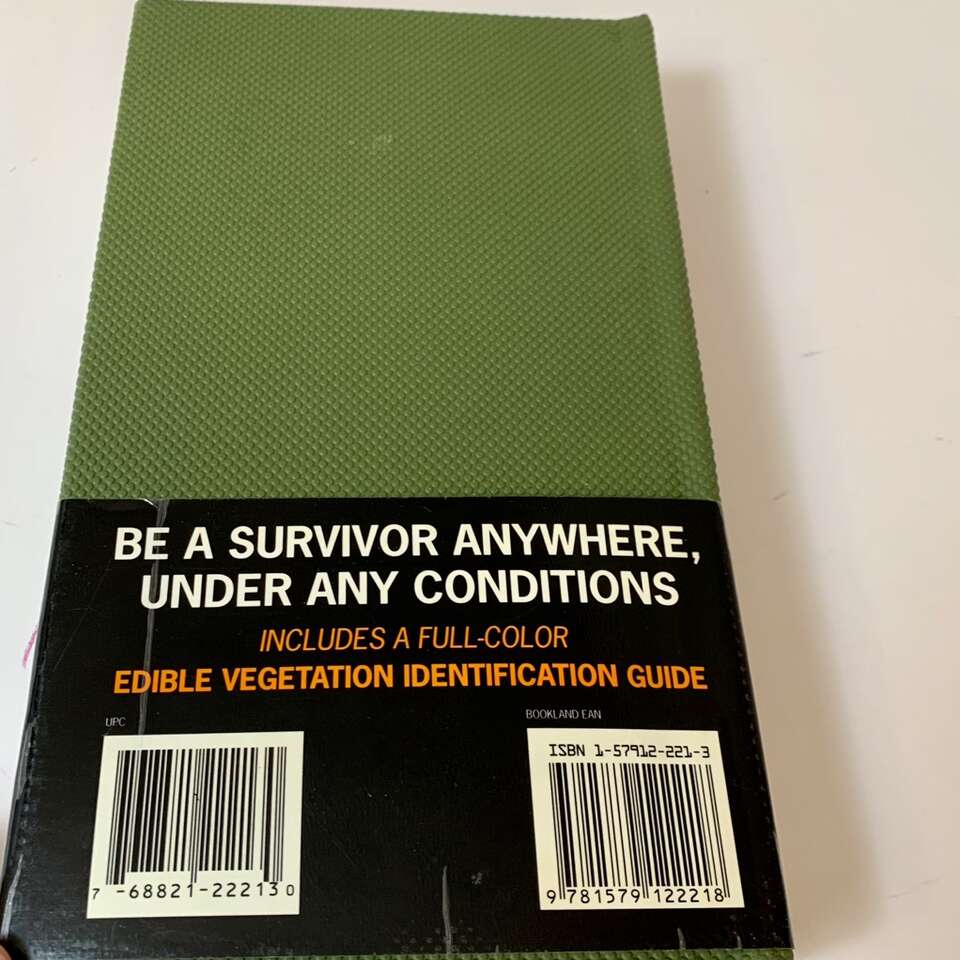 BE A SURVIVOR ANYWHERE,
UNDER ANY CONDITIONS
INCLUDES A FULL-COLOR
EDIBLE VEGETATION IDENTIFICATION GUIDE
UPC
BOOKLAND EAN
ISBN 1-57912-221-3
7 -68821-22213 0
9 781579 122218